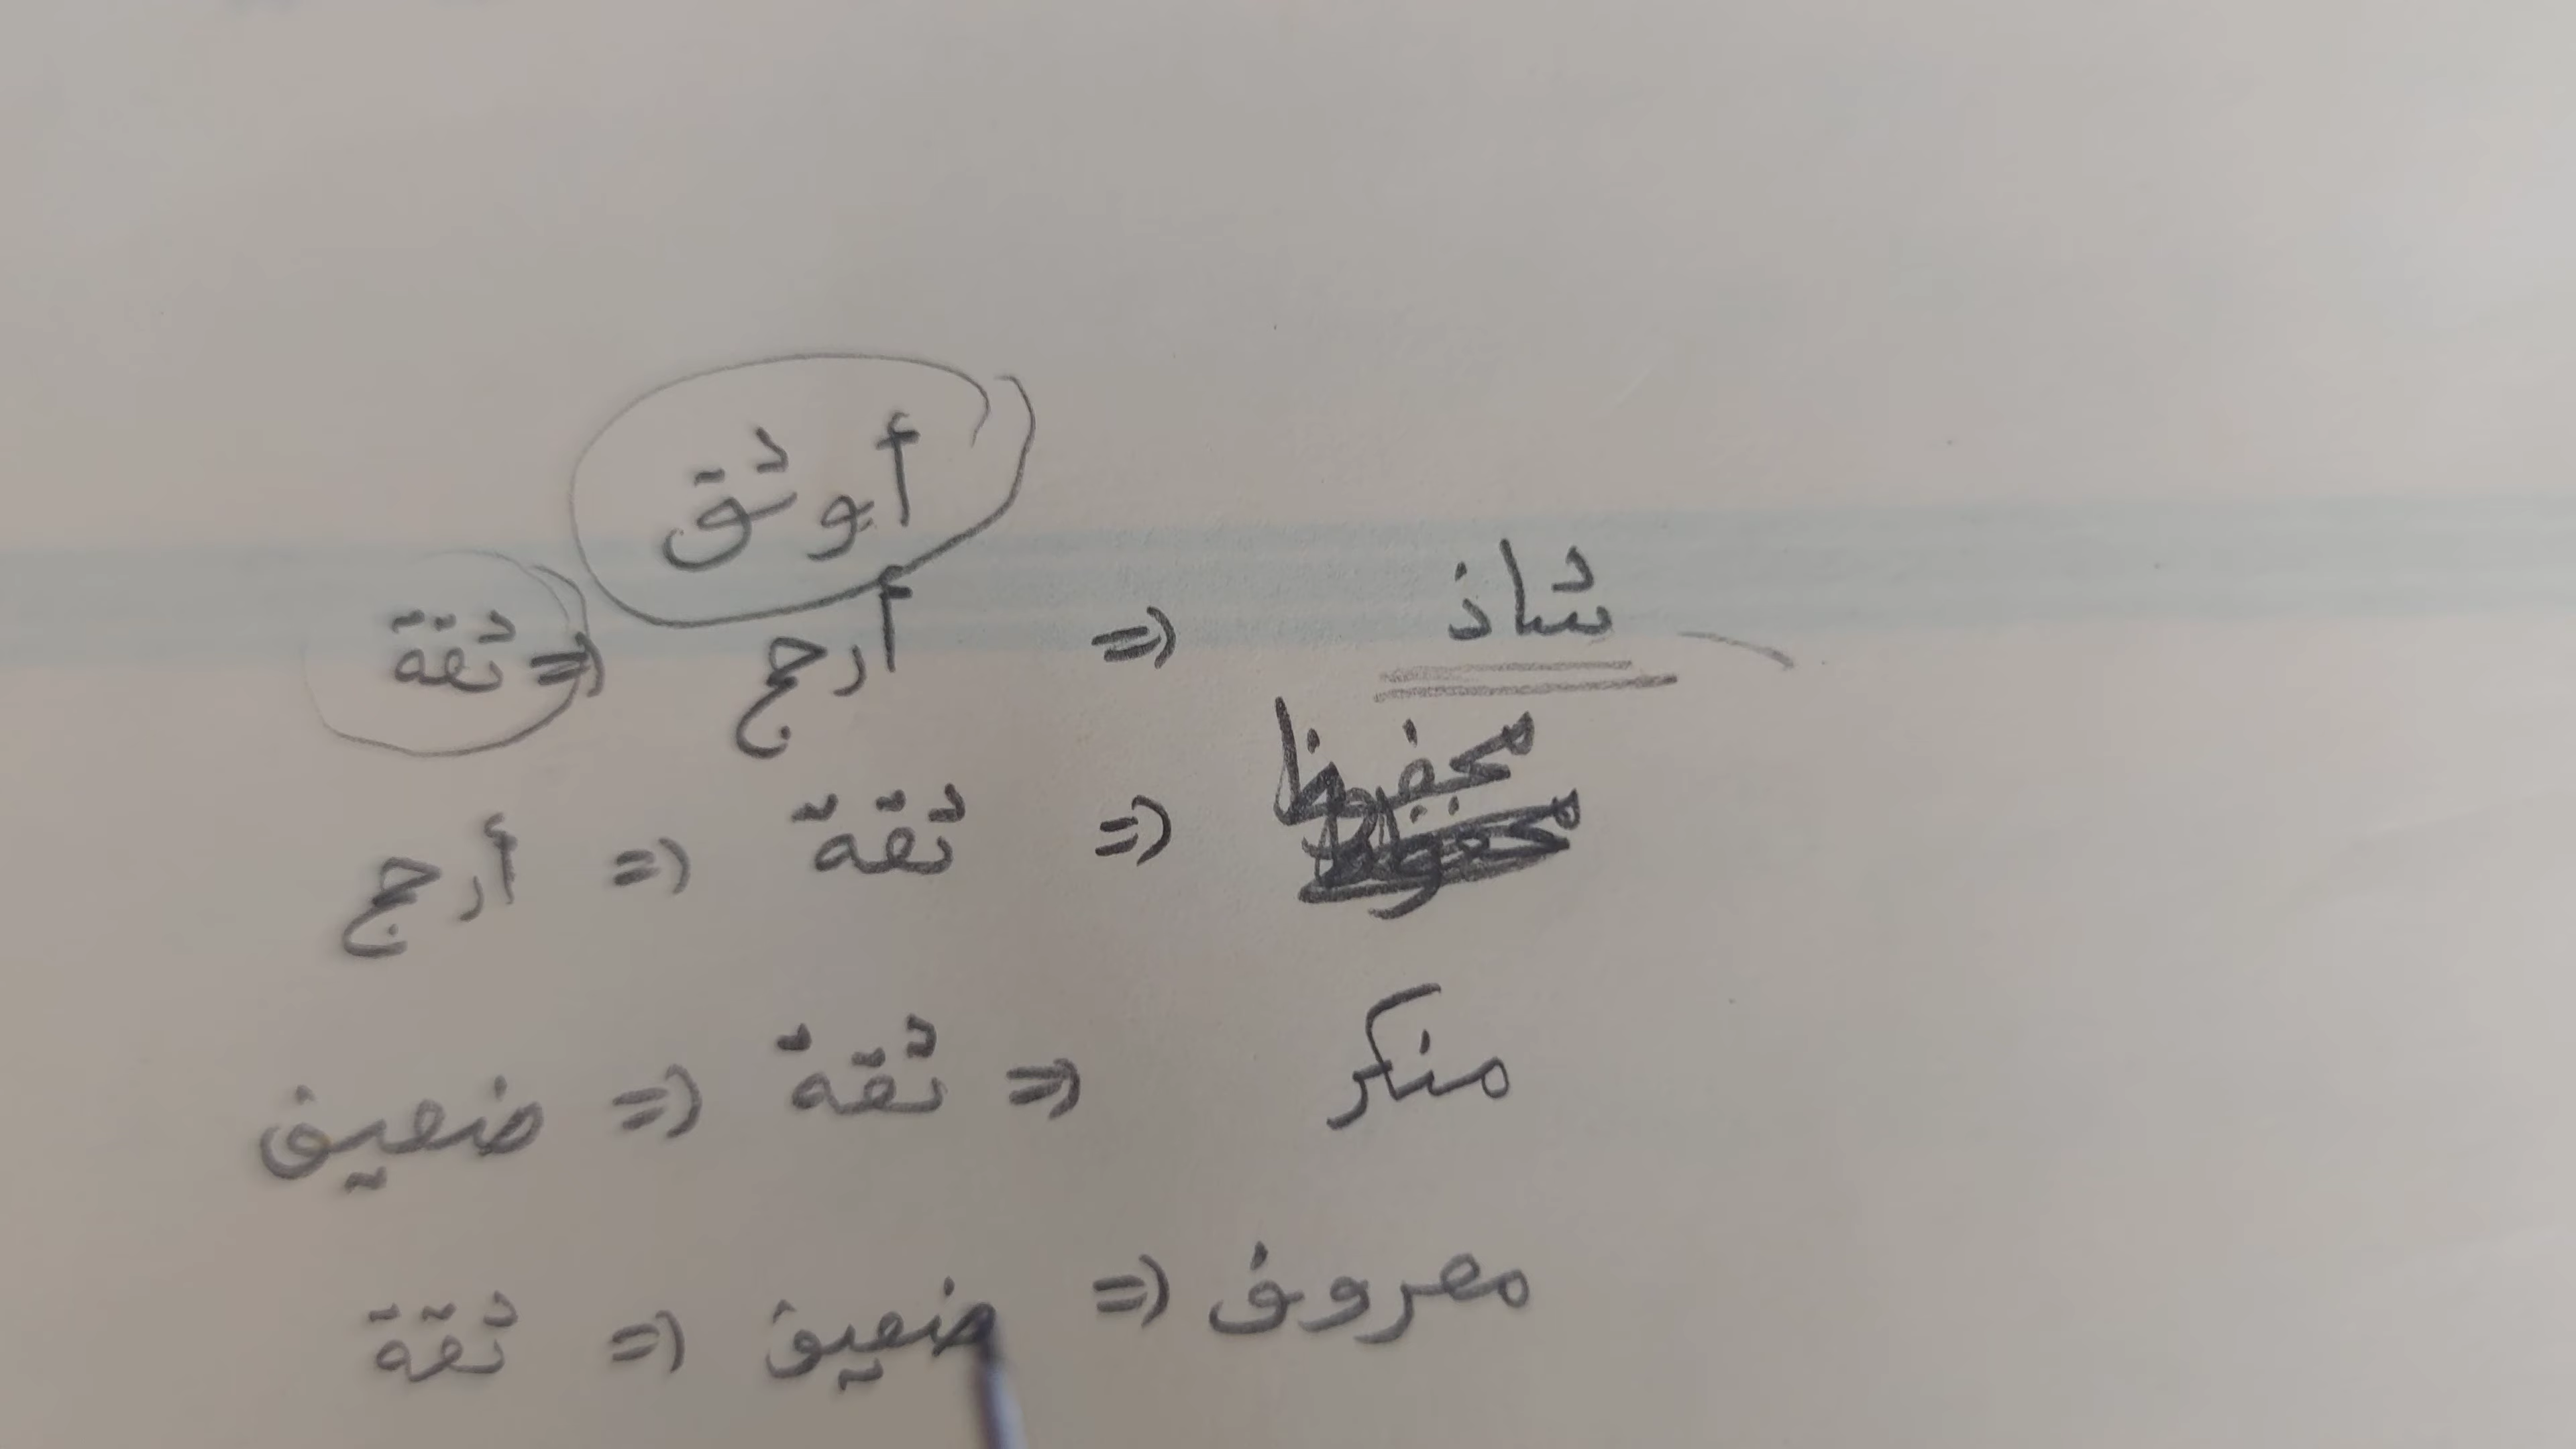 أوثق
شاذ <= أرجح <= ثقة
محفوظ <= ثقة <= أرجح
منكر <= ثقة <= ضعيف
معروف <= ضعيف <= ثقة